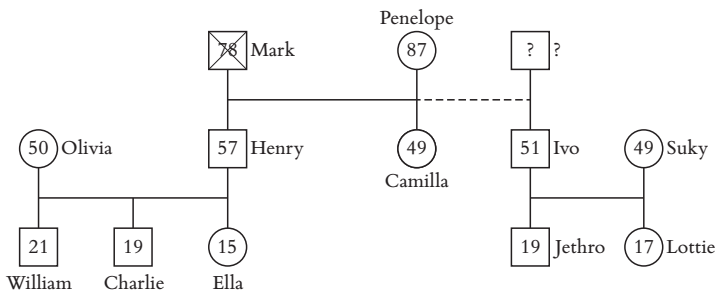 Penelope
78 Mark
87
? ?
50 Olivia
57 Henry
49
Camilla
51 Ivo
49 Suky
21
William
19
Charlie
15
Ella
19 Jethro
17 Lottie